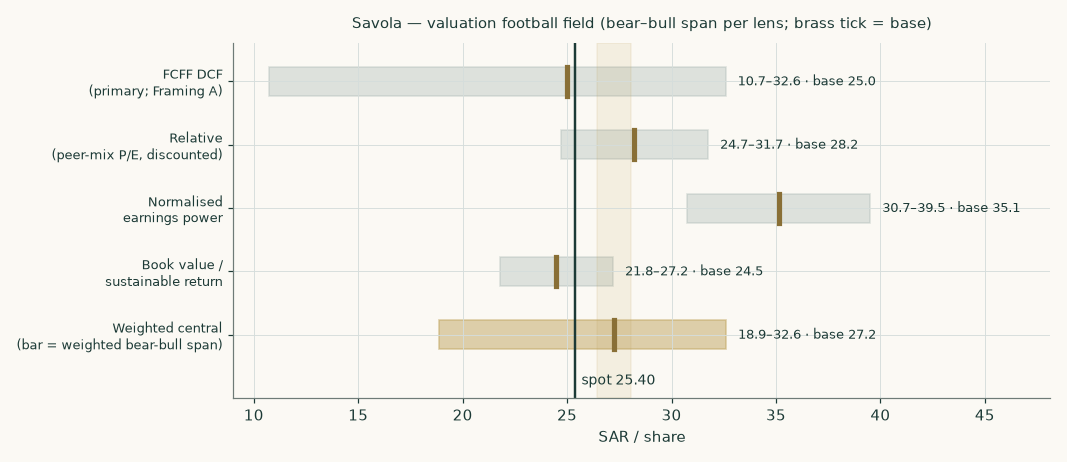 Savola — valuation football field (bear–bull span per lens; brass tick = base)
FCFF DCF
(primary; Framing A)
10.7–32.6 · base 25.0
Relative
(peer-mix P/E, discounted)
24.7–31.7 · base 28.2
Normalised
earnings power
30.7–39.5 · base 35.1
Book value /
sustainable return
21.8–27.2 · base 24.5
Weighted central
(bar = weighted bear-bull span)
18.9–32.6 · base 27.2
spot 25.40
10 15 20 25 30 35 40 45
SAR / share